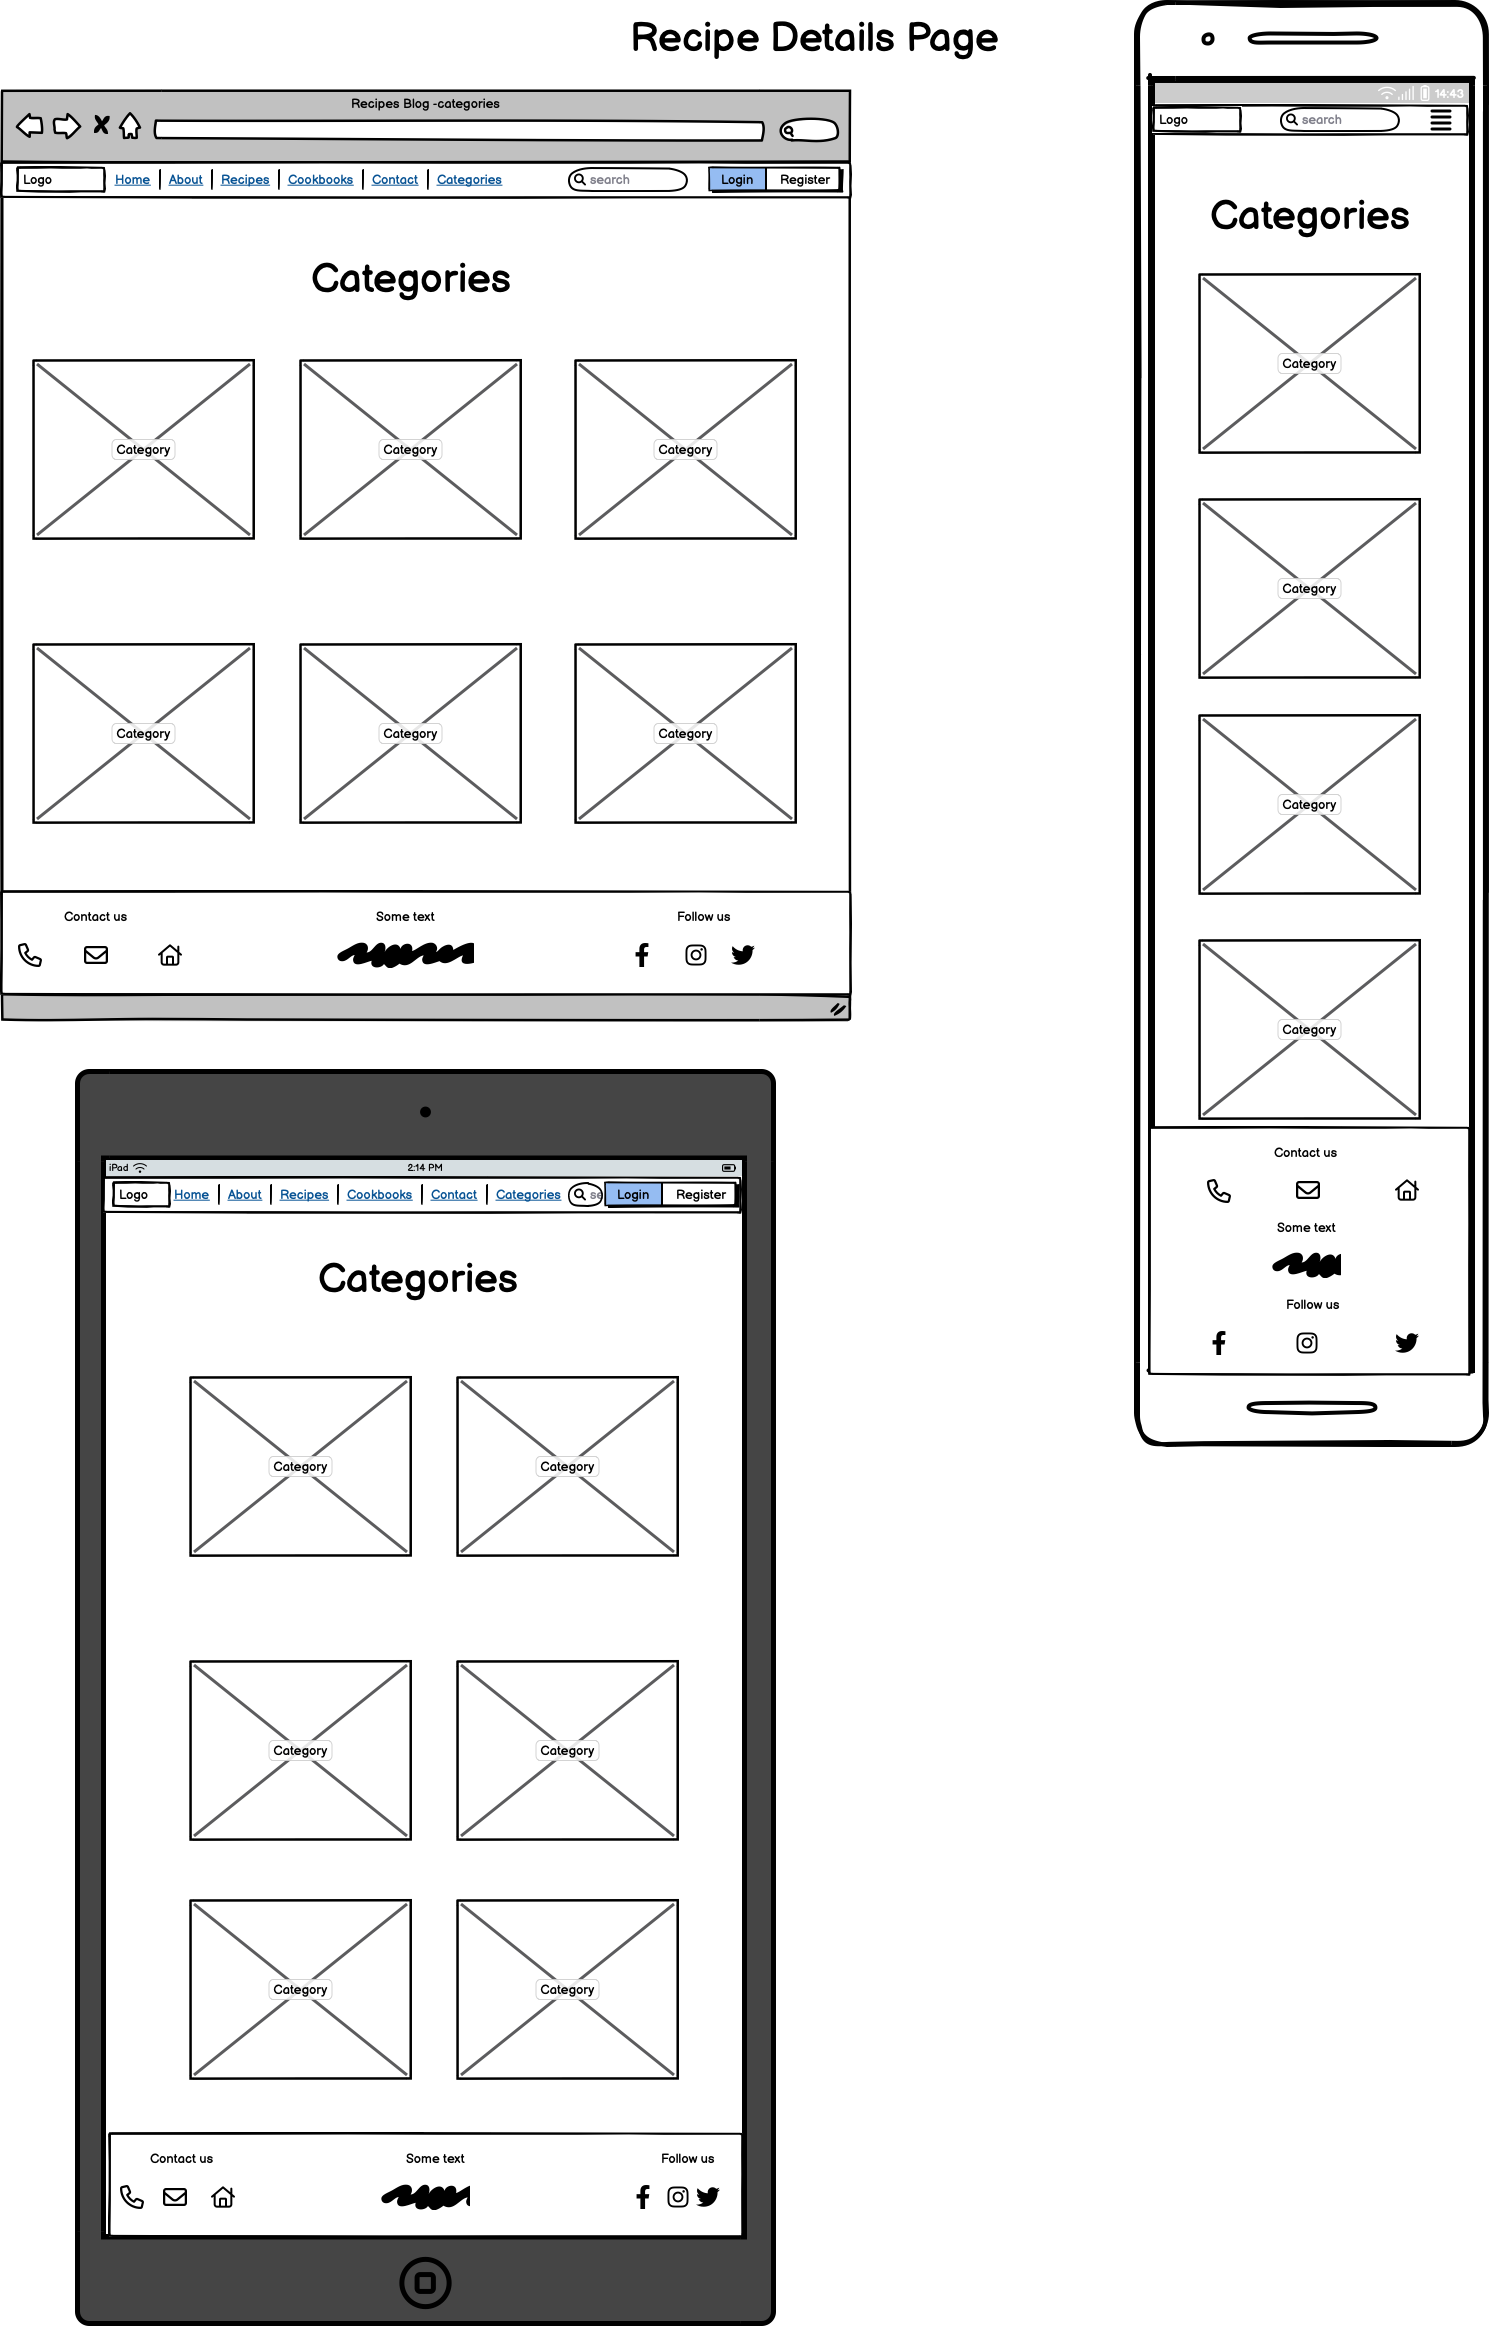 Recipe Details Page
Recipes Blog -categories
Logo Home About Recipes Cookbooks Contact Categories search Login Register
Categories
Category Category Category
Category Category Category
Contact us Some text Follow us
14:43
Logo search
Categories
Category
Category
Category
Category
Contact us
Some text
Follow us
iPad 2:14 PM
Logo Home About Recipes Cookbooks Contact Categories se Login Register
Categories
Category Category
Category Category
Category Category
Contact us Some text Follow us